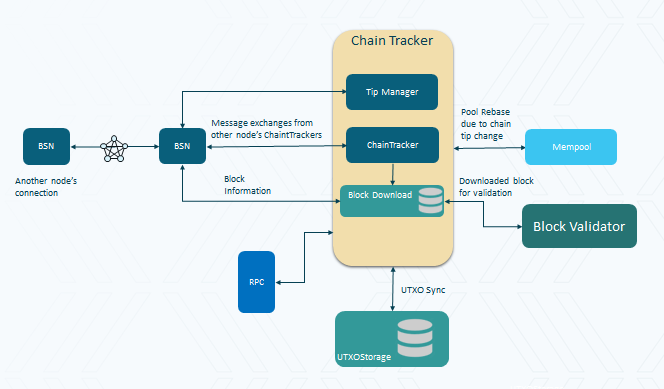 Chain Tracker
Tip Manager
Message exchanges from
other node's ChaintTrackers
Pool Rebase
due to chain
tip change
BSN
BSN
ChainTracker
Mempool
Another node's
connection
Block
Information
Block Download
Downloaded block
for validation
Block Validator
RPC
UTXO Sync
UTXOStorage